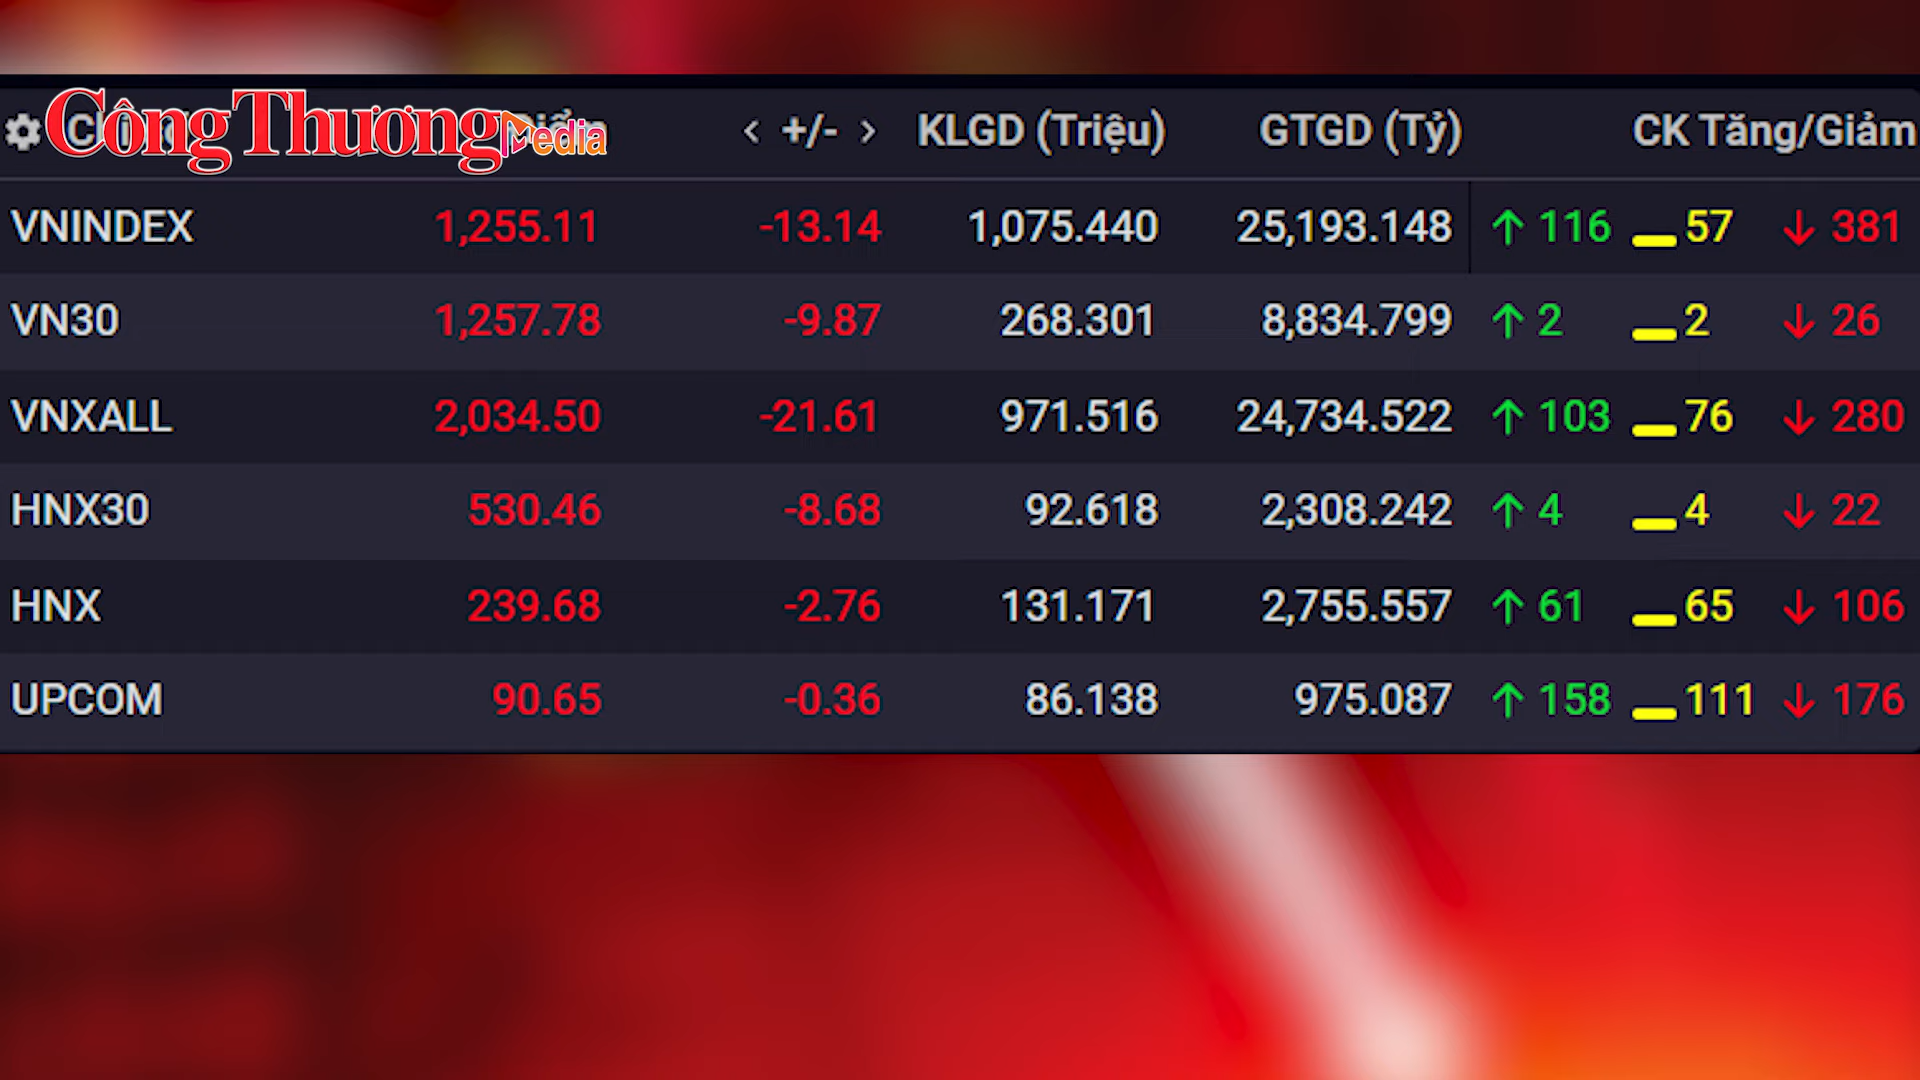 CôngThươngMedia
< +/- > KLGD (Triệu) GTGD (Tỷ) CK Tăng/Giảm
VNINDEX 1,255.11 -13.14 1,075.440 25,193.148 ↑ 116 57 ↓ 381
VN30 1,257.78 -9.87 268.301 8,834.799 ↑ 2 2 ↓ 26
VNXALL 2,034.50 -21.61 971.516 24,734.522 ↑ 103 76 ↓ 280
HNX30 530.46 -8.68 92.618 2,308.242 ↑ 4 4 ↓ 22
HNX 239.68 -2.76 131.171 2,755.557 ↑ 61 65 ↓ 106
UPCOM 90.65 -0.36 86.138 975.087 ↑ 158 111 ↓ 176